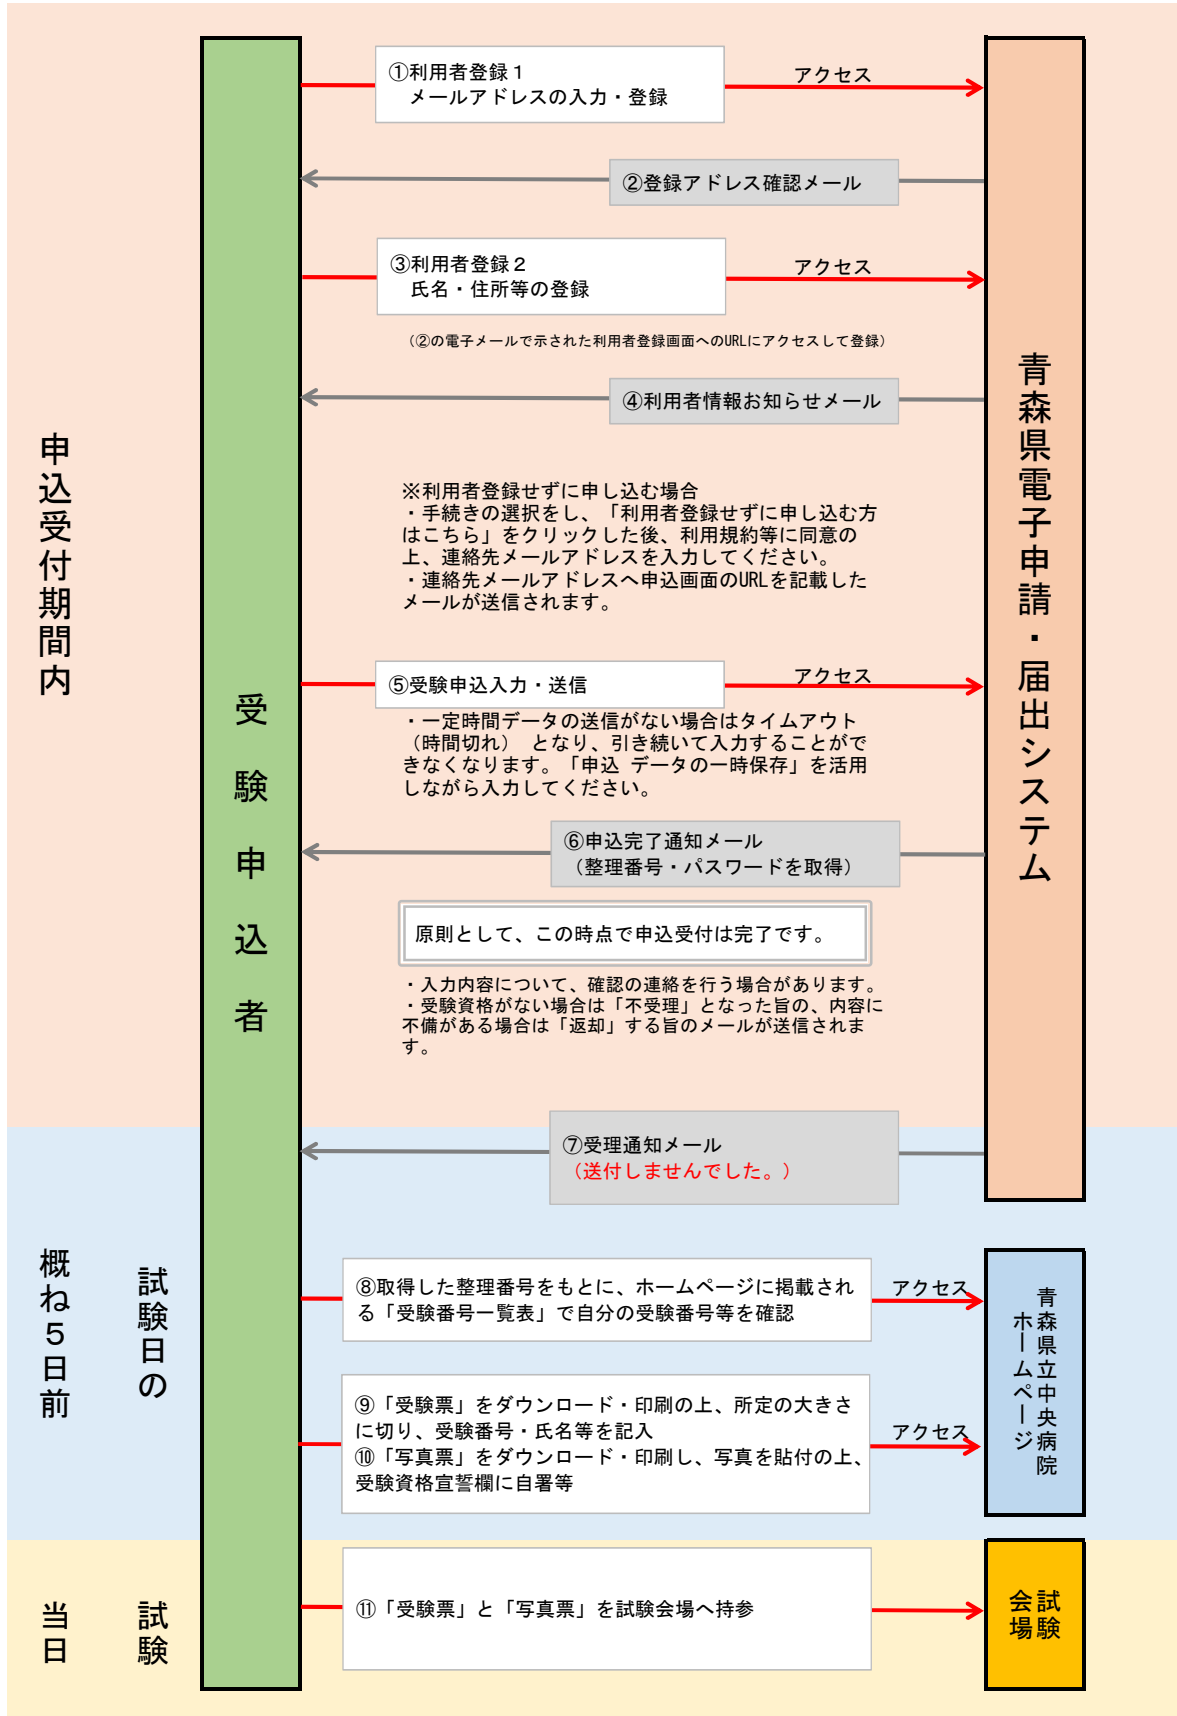 ①利用者登録１
メールアドレスの入力・登録
アクセス
②登録アドレス確認メール
③利用者登録２
氏名・住所等の登録
アクセス
（②の電子メールで示された利用者登録画面へのURLにアクセスして登録）
④利用者情報お知らせメール
※利用者登録せずに申し込む場合
・手続きの選択をし、「利用者登録せずに申し込む方
はこちら」をクリックした後、利用規約等に同意の
上、連絡先メールアドレスを入力してください。
・連絡先メールアドレスへ申込画面のURLを記載した
メールが送信されます。
⑤受験申込入力・送信
アクセス
・一定時間データの送信がない場合はタイムアウト
（時間切れ） となり、引き続いて入力することがで
きなくなります。「申込 データの一時保存」を活用
しながら入力してください。
⑥申込完了通知メール
（整理番号・パスワードを取得）
原則として、この時点で申込受付は完了です。
・入力内容について、確認の連絡を行う場合があります。
・受験資格がない場合は「不受理」となった旨の、内容に
不備がある場合は「返却」する旨のメールが送信されま
す。
⑦受理通知メール
（送付しませんでした。）
⑧取得した整理番号をもとに、ホームページに掲載され
る「受験番号一覧表」で自分の受験番号等を確認
アクセス
⑨「受験票」をダウンロード・印刷の上、所定の大きさ
に切り、受験番号・氏名等を記入
⑩「写真票」をダウンロード・印刷し、写真を貼付の上、
受験資格宣誓欄に自署等
アクセス
⑪「受験票」と「写真票」を試験会場へ持参
申込受付期間内
試験日の
概ね５日前
試験
当日
受験申込者
青森県電子申請・届出システム
青森県立中央病院
ホームページ
試験
会場